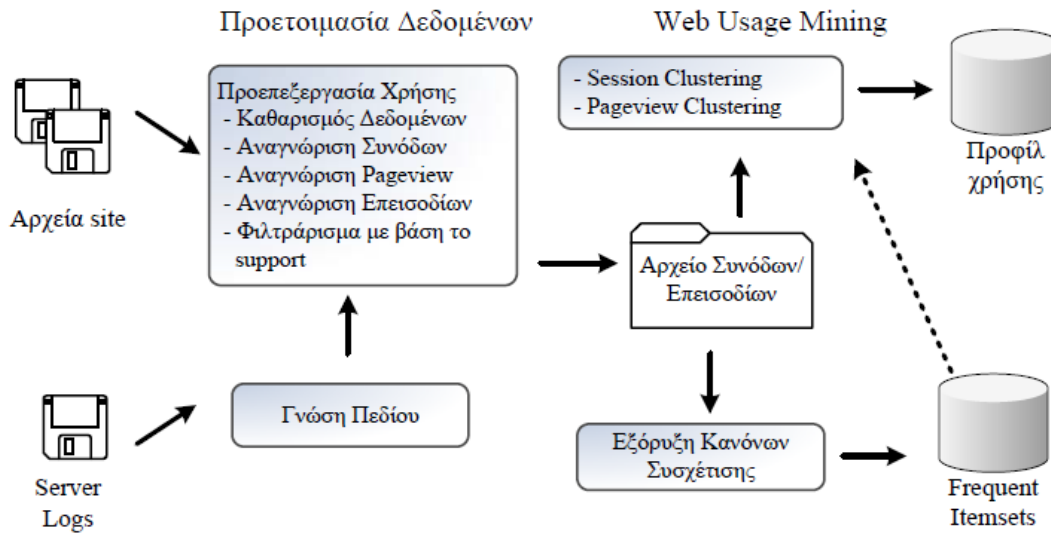 Προετοιμασία Δεδομένων
Web Usage Mining
Προεπεξεργασία Χρήσης
- Καθαρισμός Δεδομένων
- Αναγνώριση Συνόδων
- Αναγνώριση Pageview
- Αναγνώριση Επεισοδίων
- Φιλτράρισμα με βάση το
support
- Session Clustering
- Pageview Clustering
Προφίλ
χρήσης
Αρχεία site
Αρχείο Συνόδων/
Επεισοδίων
Γνώση Πεδίου
Εξόρυξη Κανόνων
Συσχέτισης
Server
Logs
Frequent
Itemsets